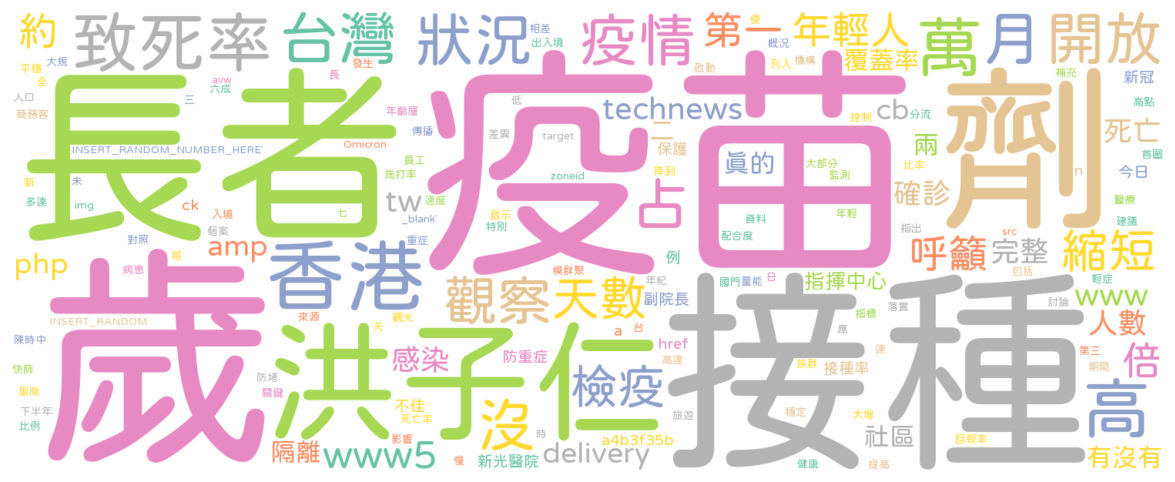 約 致死率 台灣 狀況 相差 出入境 疫情 第一 便 概況 年輕人 列入 機構 覆蓋率 萬 月 開放
平穩 大規 全 發生 啟動 補充 新冠
人口 商務客 avw 六成 三 長 年齡層 低 technews cb 分流 控制 高點
長者 疫苗 劑
INSERT_RANDOM_NUMBER_HERE' Omicron 傳播 差異 target 二 保護 兩 死亡
新 未 員工 施打率 zoneid 降到 眞的 大部分 監測 比率 n 首圖 今日
多達 img ck 入境 七 tw 速度 啟示 占 資料 年輕 確診 醫療
對照 個案 _blank' 特別 配合度 指出 建議
php 病患 越 amp 重症 模群聚 例 國門 量能 日 呼籲 src 完整 縮短
香港 觀察 天數 年紀 副院長 指揮中心 包括 輕症
歲 接種
INSERT_RANDOM 來源 天 觀光 a 台 高達 指標 落實 討論 www
陳時中 洪子仁 感染 防重症 href 應 達 第三 人數
快篩 防堵 關鍵 檢疫 族群 接種率 期間 倍
風險 下半年 比例 不佳 死亡率 沒 旅遊 穩定 大增 高
隔離 影響 時 a4b3f35b 社區 回報率
www5 慢 新光醫院 delivery 健康 提高 有沒有